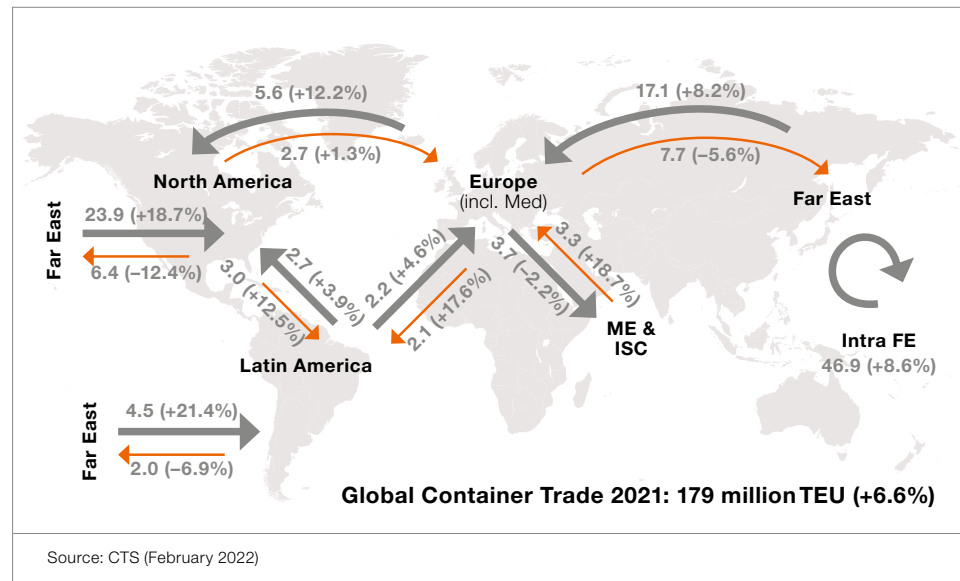 5.6 (+12.2%)
17.1 (+8.2%)
2.7 (+1.3%)
7.7 (−5.6%)
North America
Europe
(incl. Med)
Far East
Far East
23.9 (+18.7%)
6.4 (−12.4%)
3.0 (+12.5%)
2.7 (+3.9%)
2.2 (+4.6%)
2.1 (+17.6%)
3.7 (−2.2%)
3.3 (+18.7%)
ME &
ISC
Latin America
Intra FE
46.9 (+8.6%)
Far East
4.5 (+21.4%)
2.0 (−6.9%)
Global Container Trade 2021: 179 million TEU (+6.6%)
Source: CTS (February 2022)